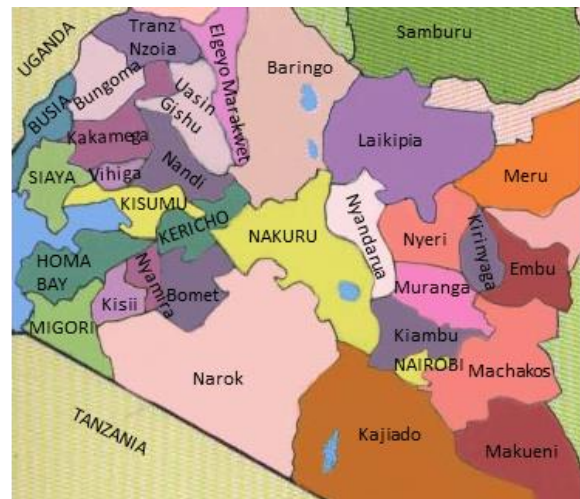 UGANDA
Tranz
Nzoia
Elgeyo Marakwet
Samburu
Baringo
Bungoma
Uasin
Gishu
BUSIA
Kakamega
Laikipia
Nandi
Meru
SIAYA
Vihiga
KISUMU
KERICHO
NAKURU
Nyandarua
Nyeri
Kirinyaga
Embu
HOMA
BAY
Nyamira
Kisii
Bomet
Muranga
MIGORI
Kiambu
NAIROBI
Machakos
Narok
TANZANIA
Kajiado
Makueni